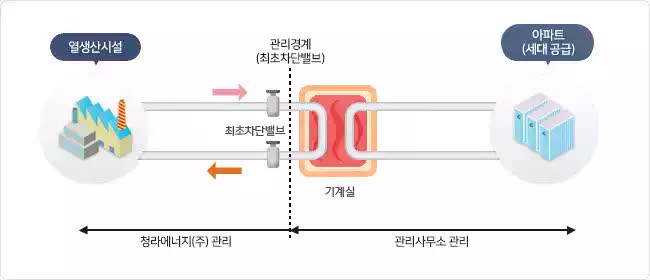 열생산시설
관리경계
(최초차단밸브)
아파트
(세대 공급)
최초차단밸브
기계실
청라에너지(주) 관리
관리사무소 관리